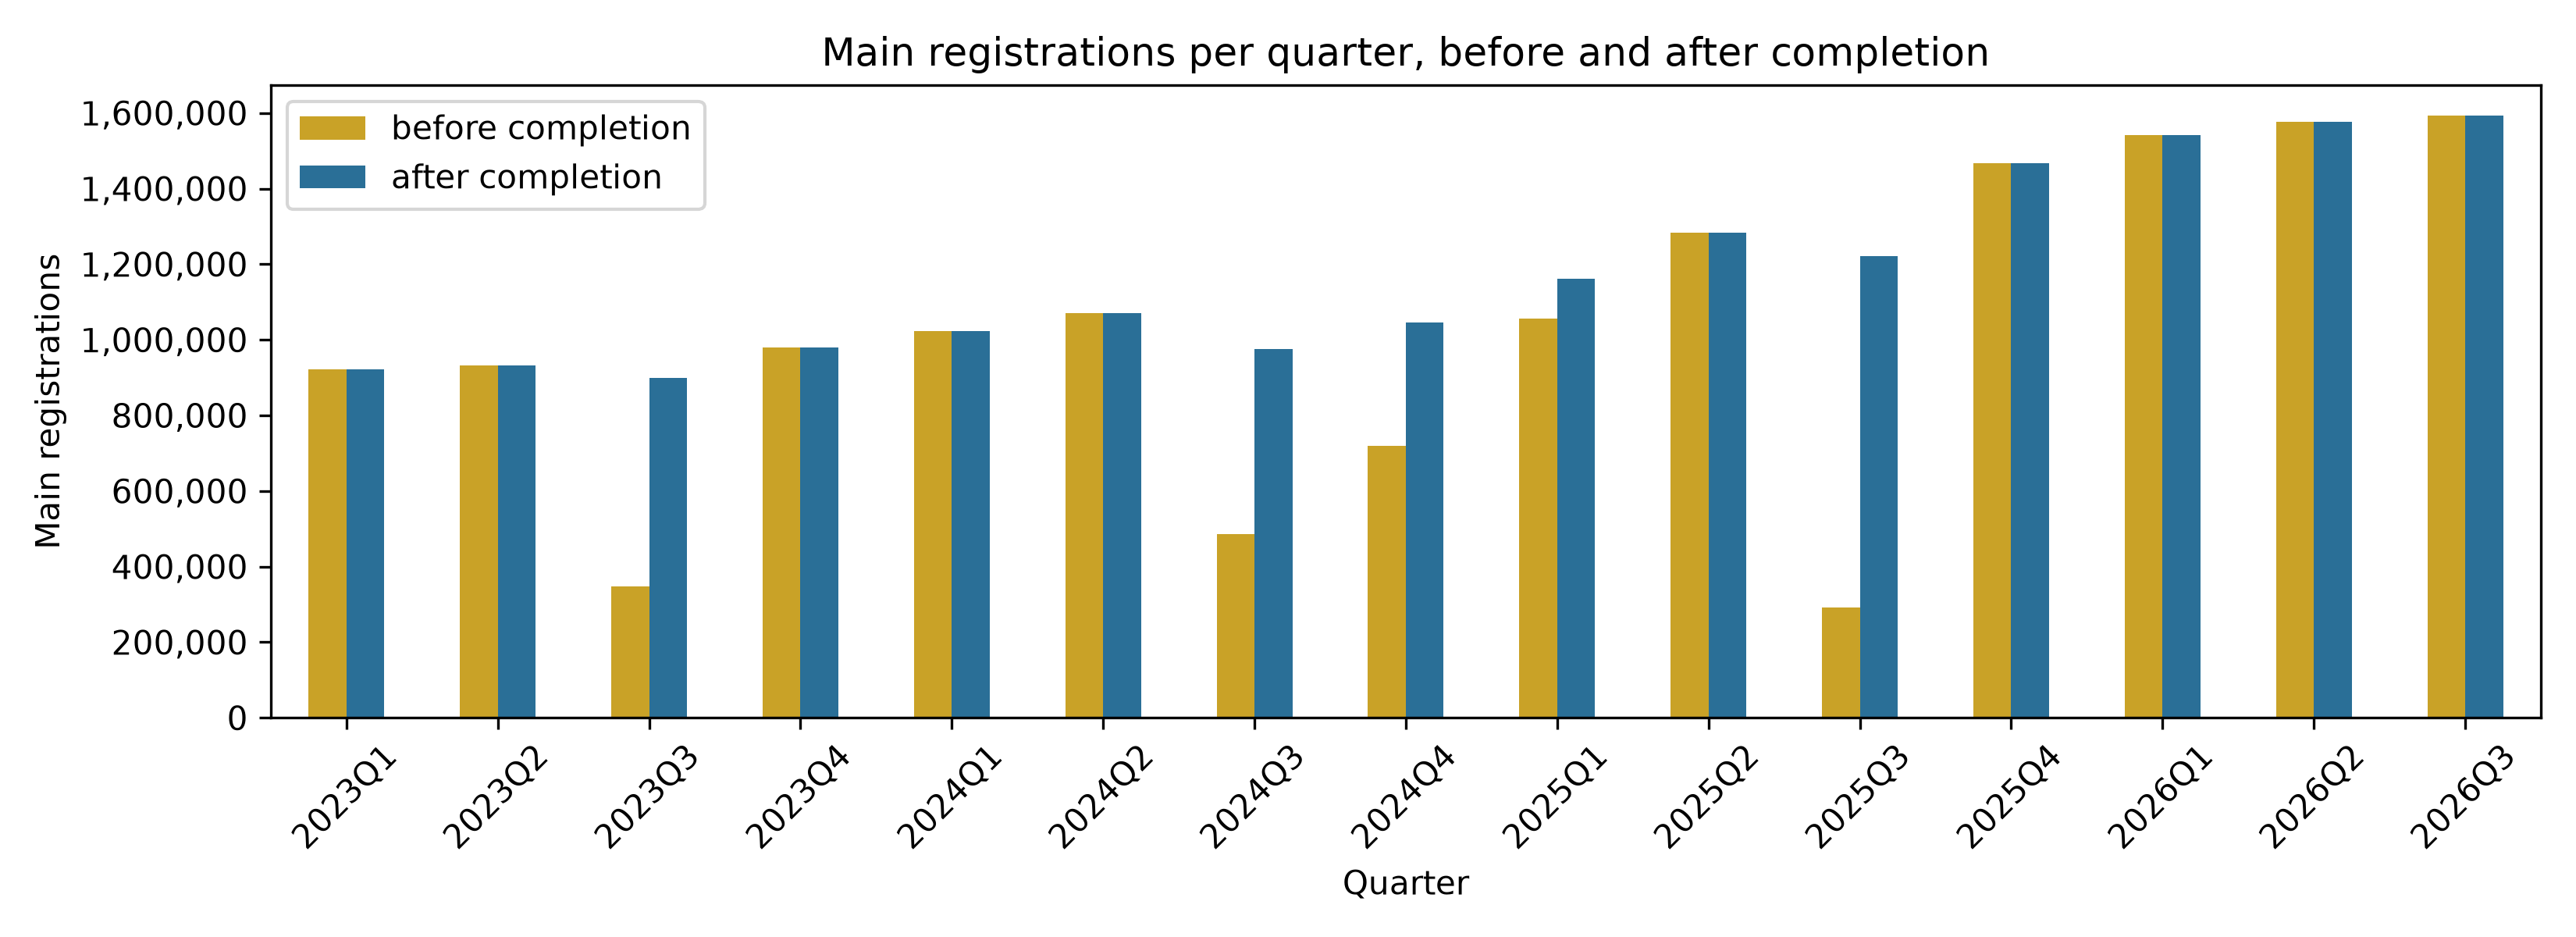 Main registrations per quarter, before and after completion
before completion
after completion
Main registrations
1,600,000
1,400,000
1,200,000
1,000,000
800,000
600,000
400,000
200,000
0
2023Q1
2023Q2
2023Q3
2023Q4
2024Q1
2024Q2
2024Q3
2024Q4
2025Q1
2025Q2
2025Q3
2025Q4
2026Q1
2026Q2
2026Q3
Quarter